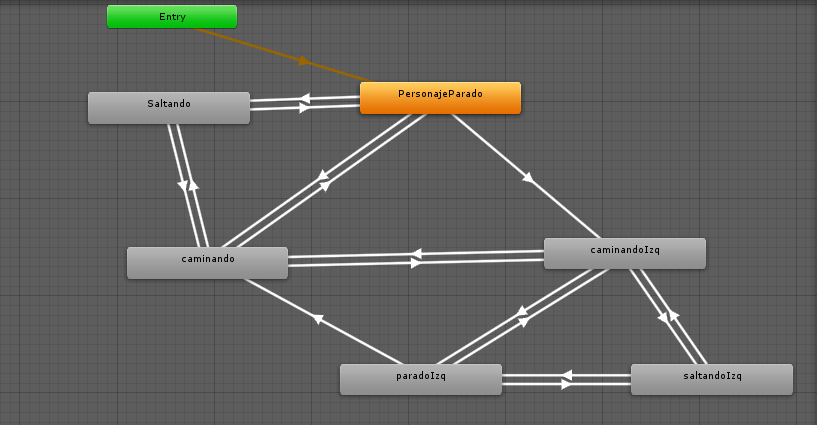 Entry
PersonajeParado
Saltando
caminandoIzq
caminando
paradoIzq
saltandoIzq